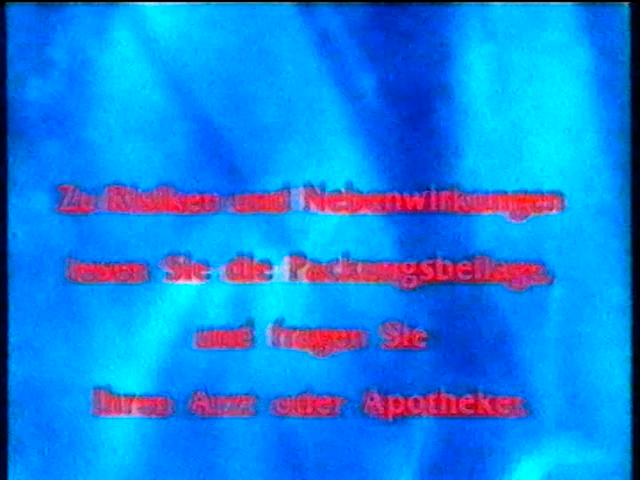 Zu Risiken und Nebenwirkungen
lesen Sie die Packungsbeilage,
und fragen Sie
Ihren Arzt oder Apotheker.